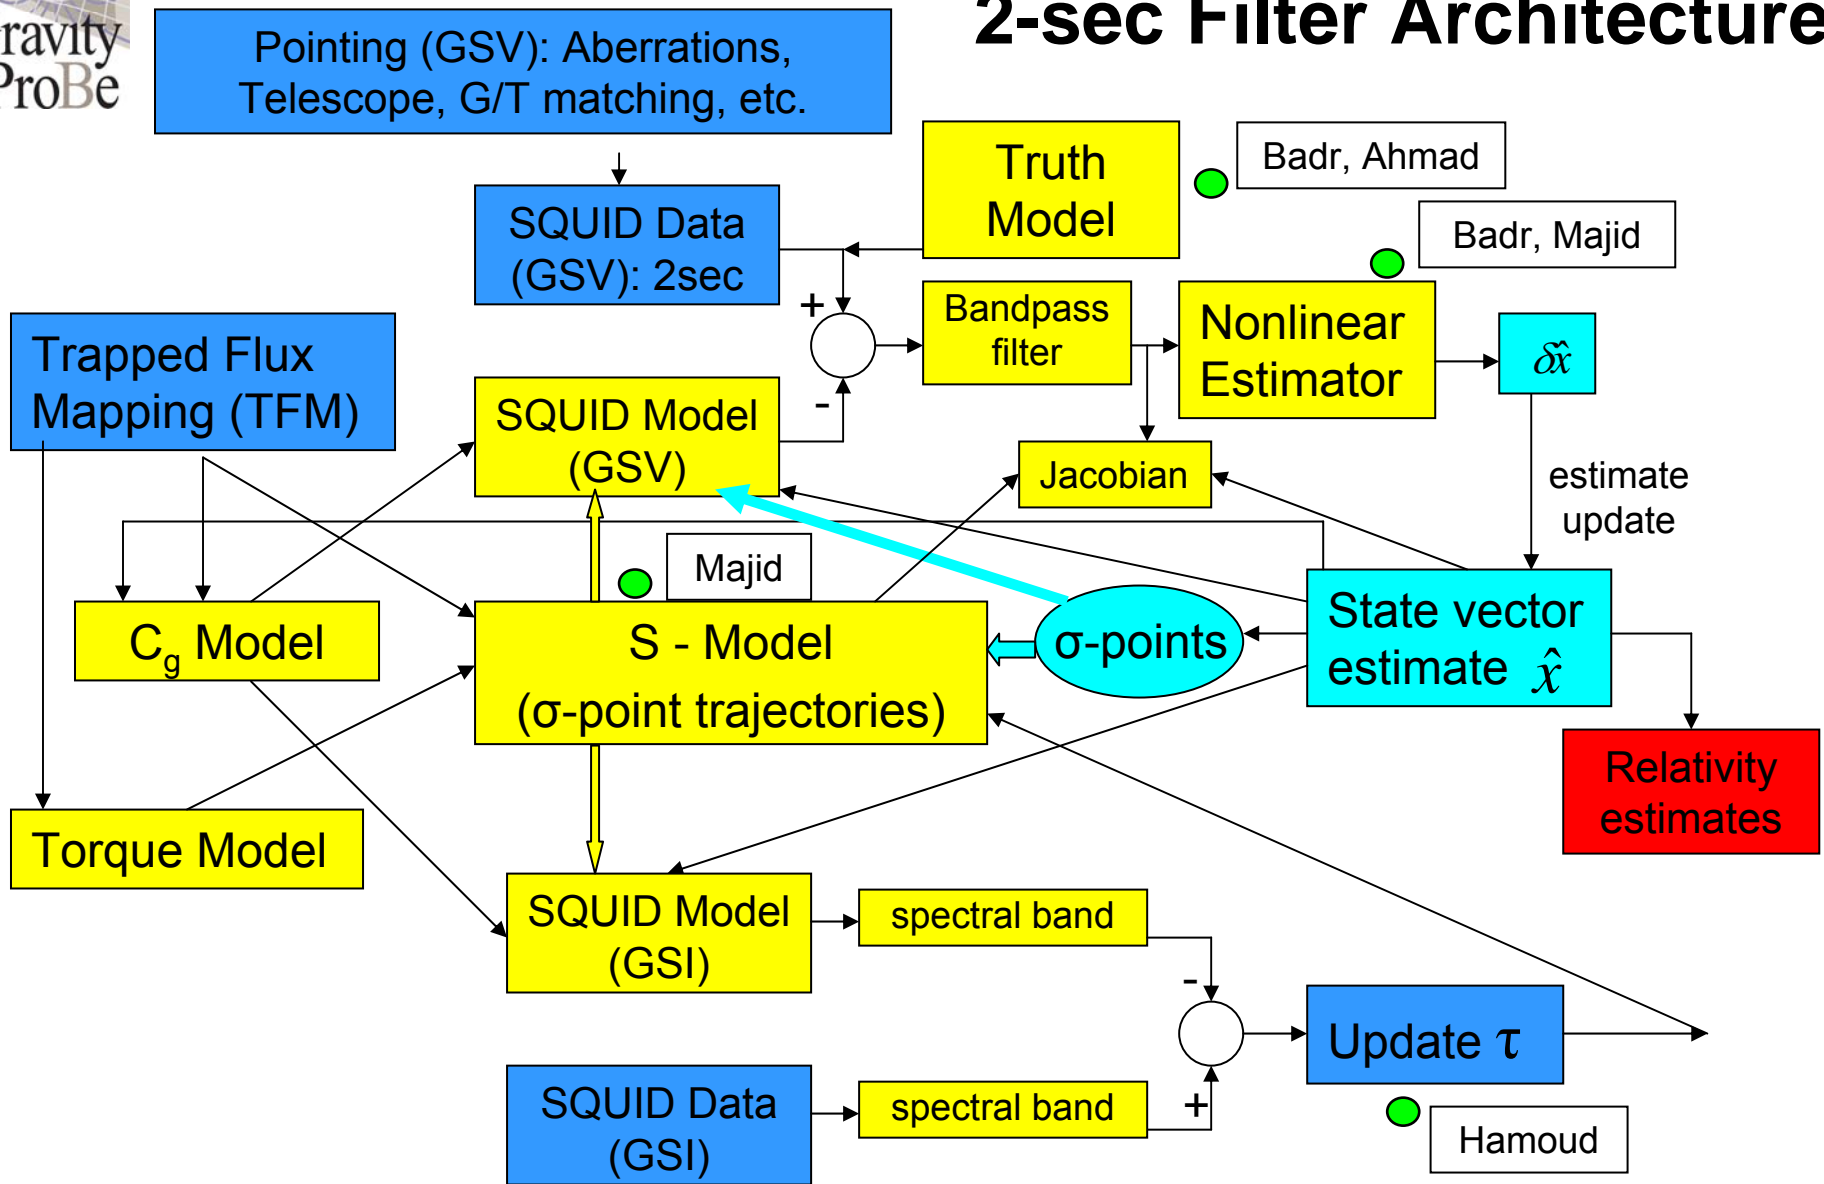 2-sec Filter Architecture
ravity
ProBe
Pointing (GSV): Aberrations,
Telescope, G/T matching, etc.
Truth
Model
Badr, Ahmad
SQUID Data
(GSV): 2sec
Badr, Majid
+
Bandpass
filter
Nonlinear
Estimator
δx̂
Trapped Flux
Mapping (TFM)
-
SQUID Model
(GSV)
Jacobian
estimate
update
Majid
Cg Model
S - Model
(σ-point trajectories)
σ-points
State vector
estimate x̂
Relativity
estimates
Torque Model
SQUID Model
(GSI)
spectral band
-
Update τ
SQUID Data
(GSI)
spectral band
+
Hamoud